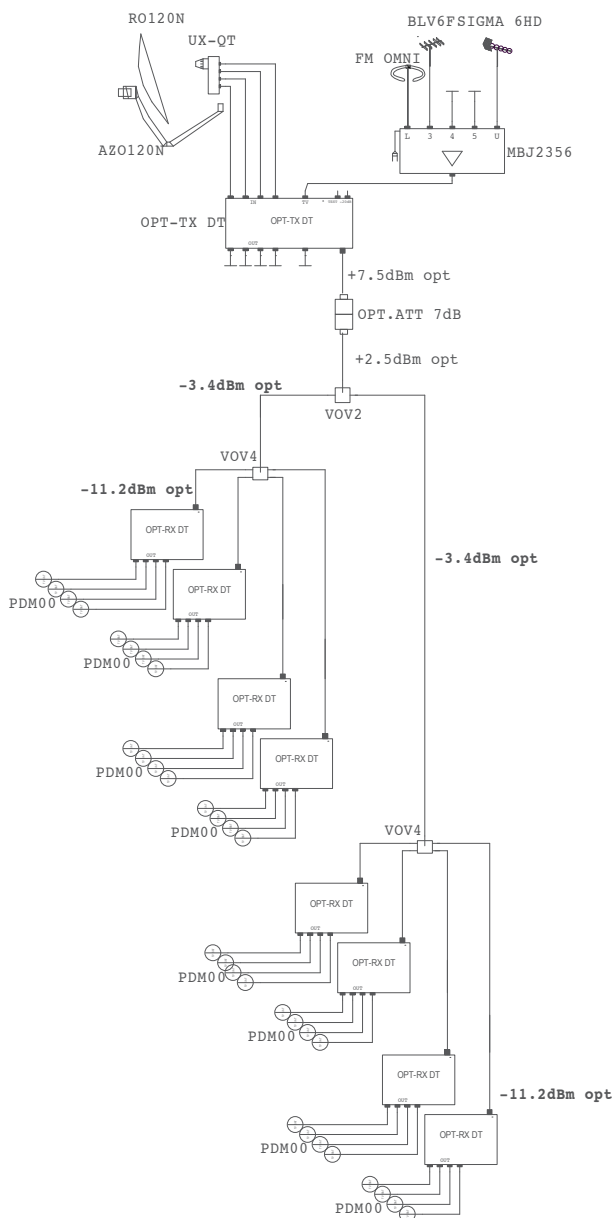 RO120N
BLV6FSIGMA 6HD
UX-QT
FM OMNI
L 3 4 5 U
AZO120N
MBJ2356
OPT-TX DT
OPT-TX DT
OUT
+7.5dBm opt
OPT.ATT 7dB
+2.5dBm opt
-3.4dBm opt
VOV2
VOV4
-11.2dBm opt
OPT-RX DT
OUT
-3.4dBm opt
OPT-RX DT
PDM00
OUT
PDM00
OPT-RX DT
OUT
OPT-RX DT
PDM00
OUT
PDM00
VOV4
OPT-RX DT
OUT
OPT-RX DT
PDM00
OUT
PDM00
OPT-RX DT
-11.2dBm opt
OUT
OPT-RX DT
PDM00
OUT
PDM00